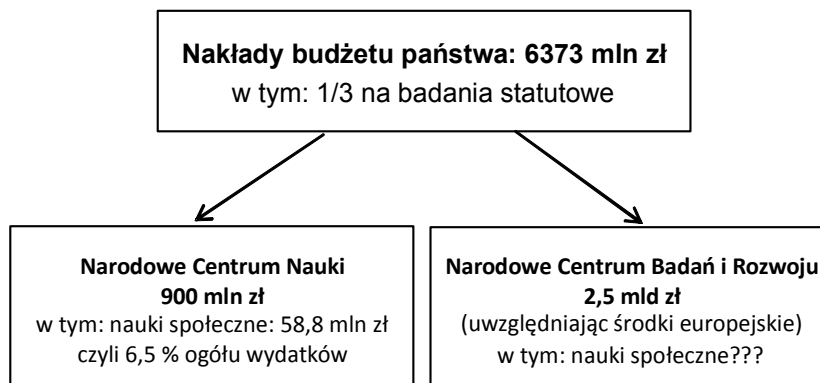 Nakłady budżetu państwa: 6373 mln zł
w tym: 1/3 na badania statutowe
Narodowe Centrum Nauki
900 mln zł
w tym: nauki społeczne: 58,8 mln zł
czyli 6,5 % ogółu wydatków
Narodowe Centrum Badań i Rozwoju
2,5 mld zł
(uwzględniając środki europejskie)
w tym: nauki społeczne???